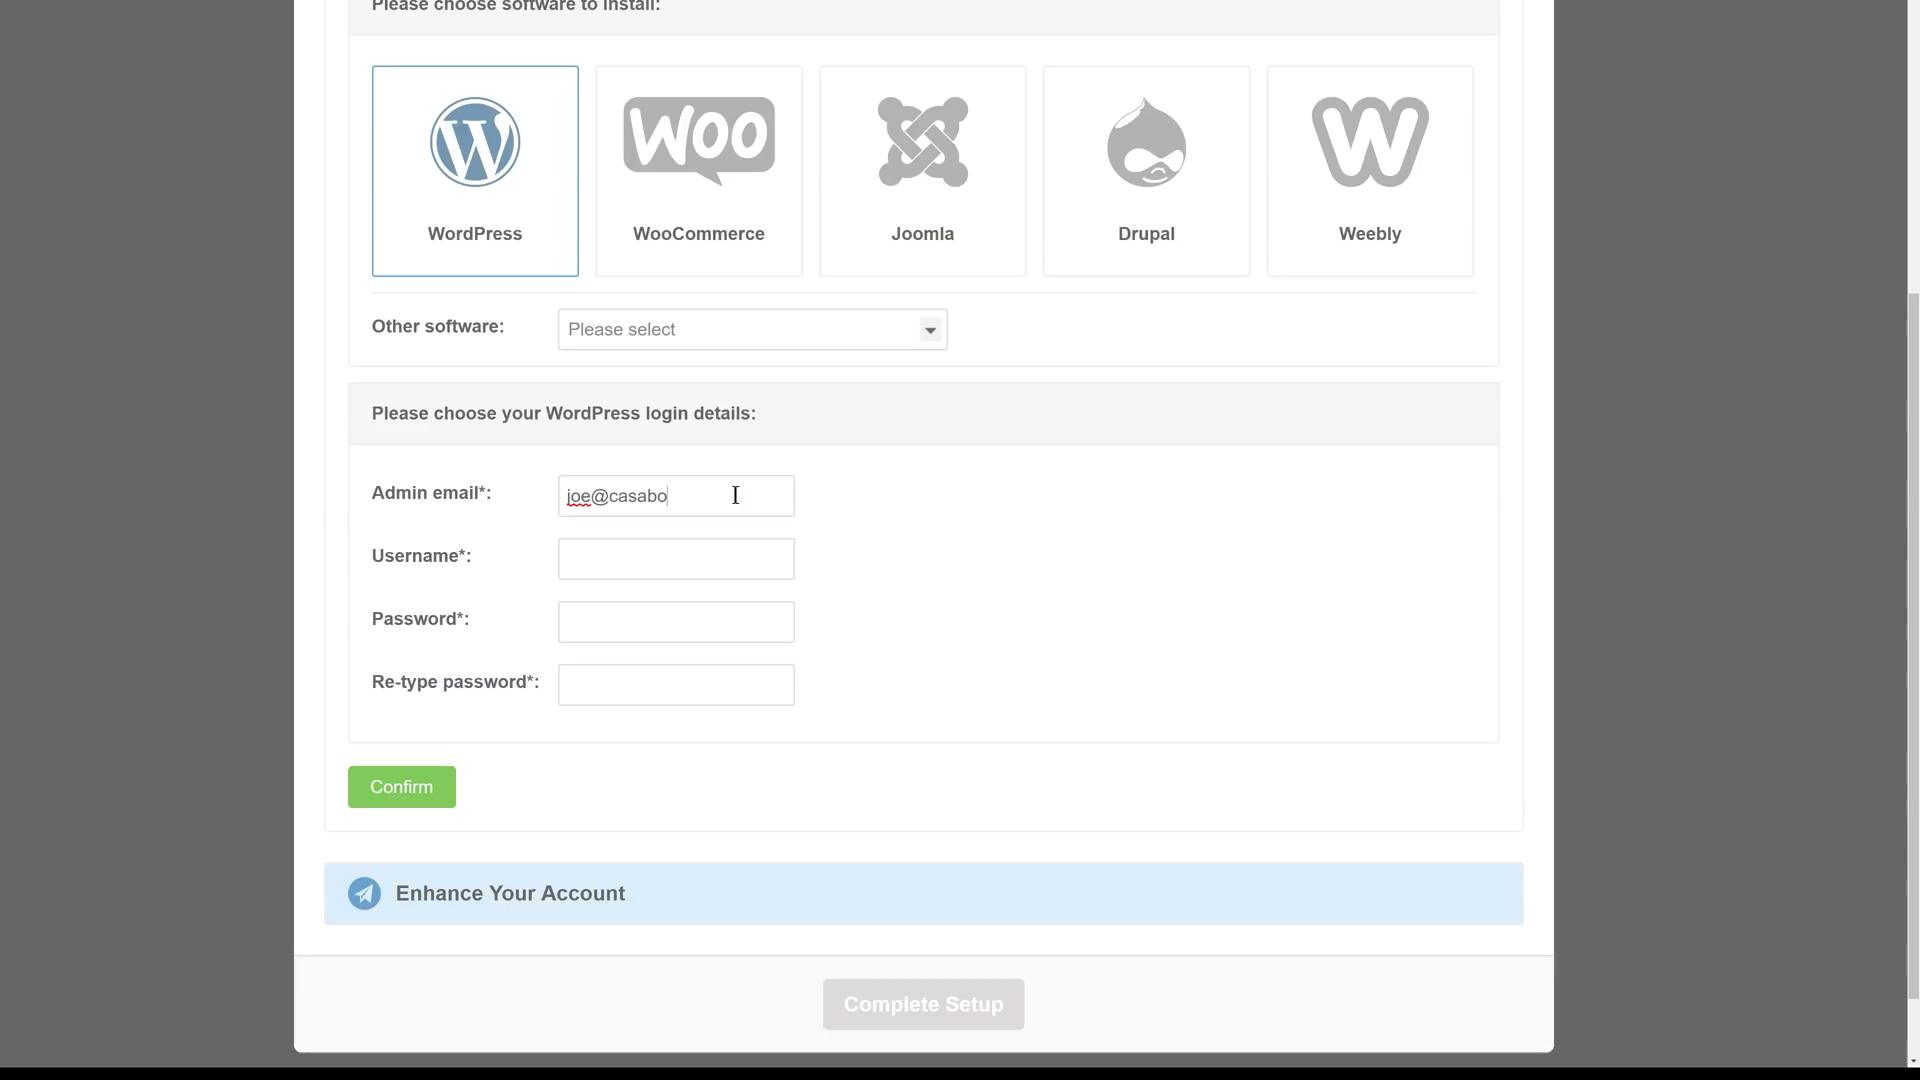 Please choose software to install:
Woo
WordPress
WooCommerce
Joomla
Drupal
Weebly
Other software:
Please select
Please choose your WordPress login details:
Admin email*:
joe@casabo
Username*:
Password*:
Re-type password*:
Confirm
Enhance Your Account
Complete Setup